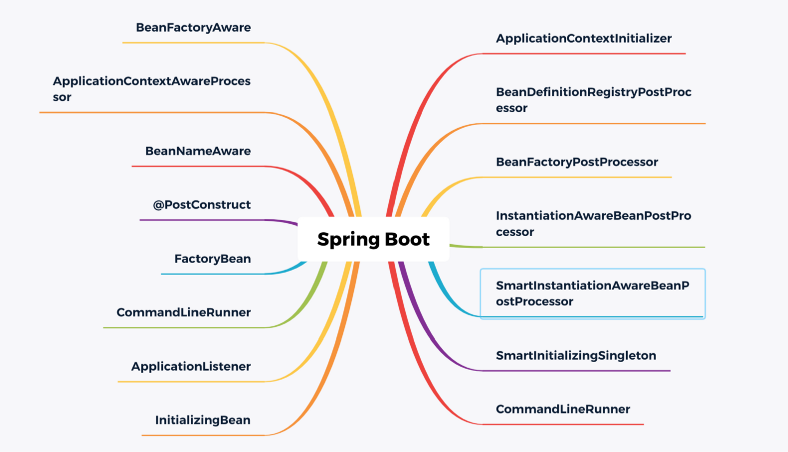 BeanFactoryAware
ApplicationContextAwareProces
sor
BeanNameAware
@PostConstruct
FactoryBean
CommandLineRunner
ApplicationListener
InitializingBean
Spring Boot
ApplicationContextInitializer
BeanDefinitionRegistryPostProc
essor
BeanFactoryPostProcessor
InstantiationAwareBeanPostPro
cessor
SmartInstantiationAwareBeanP
ostProcessor
SmartInitializingSingleton
CommandLineRunner